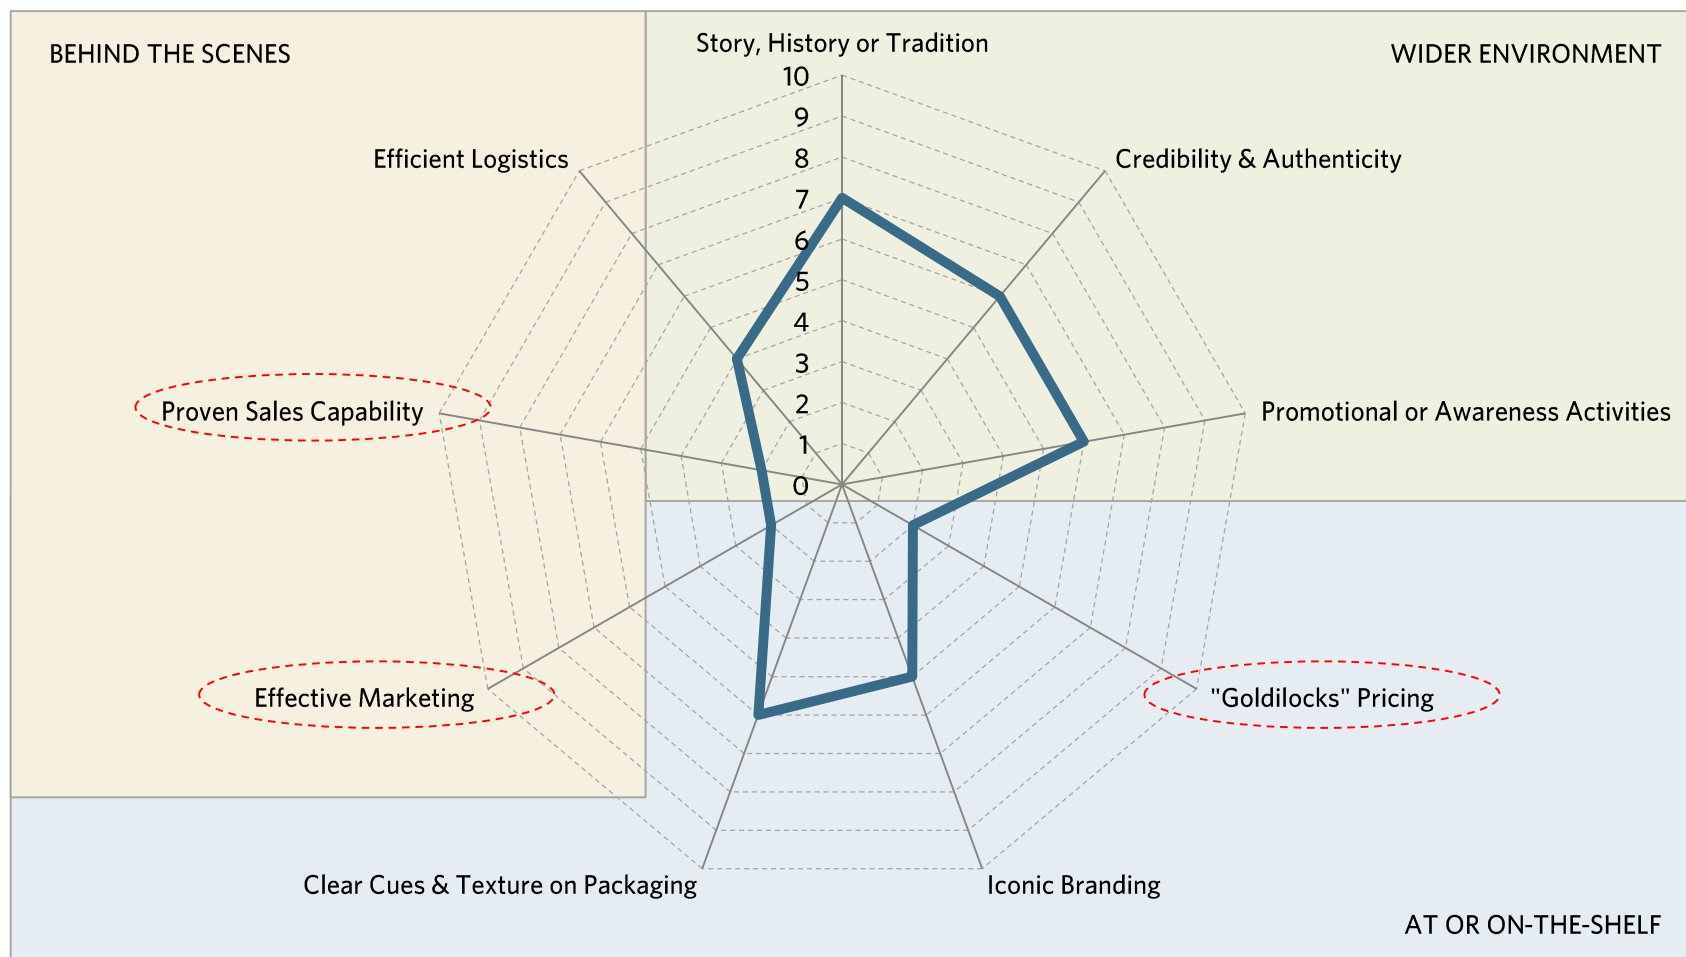 BEHIND THE SCENES
WIDER ENVIRONMENT
Story, History or Tradition
10
9
8
7
6
5
4
3
2
1
0
Efficient Logistics
Credibility & Authenticity
Proven Sales Capability
Promotional or Awareness Activities
Effective Marketing
"Goldilocks" Pricing
Clear Cues & Texture on Packaging
Iconic Branding
AT OR ON-THE-SHELF